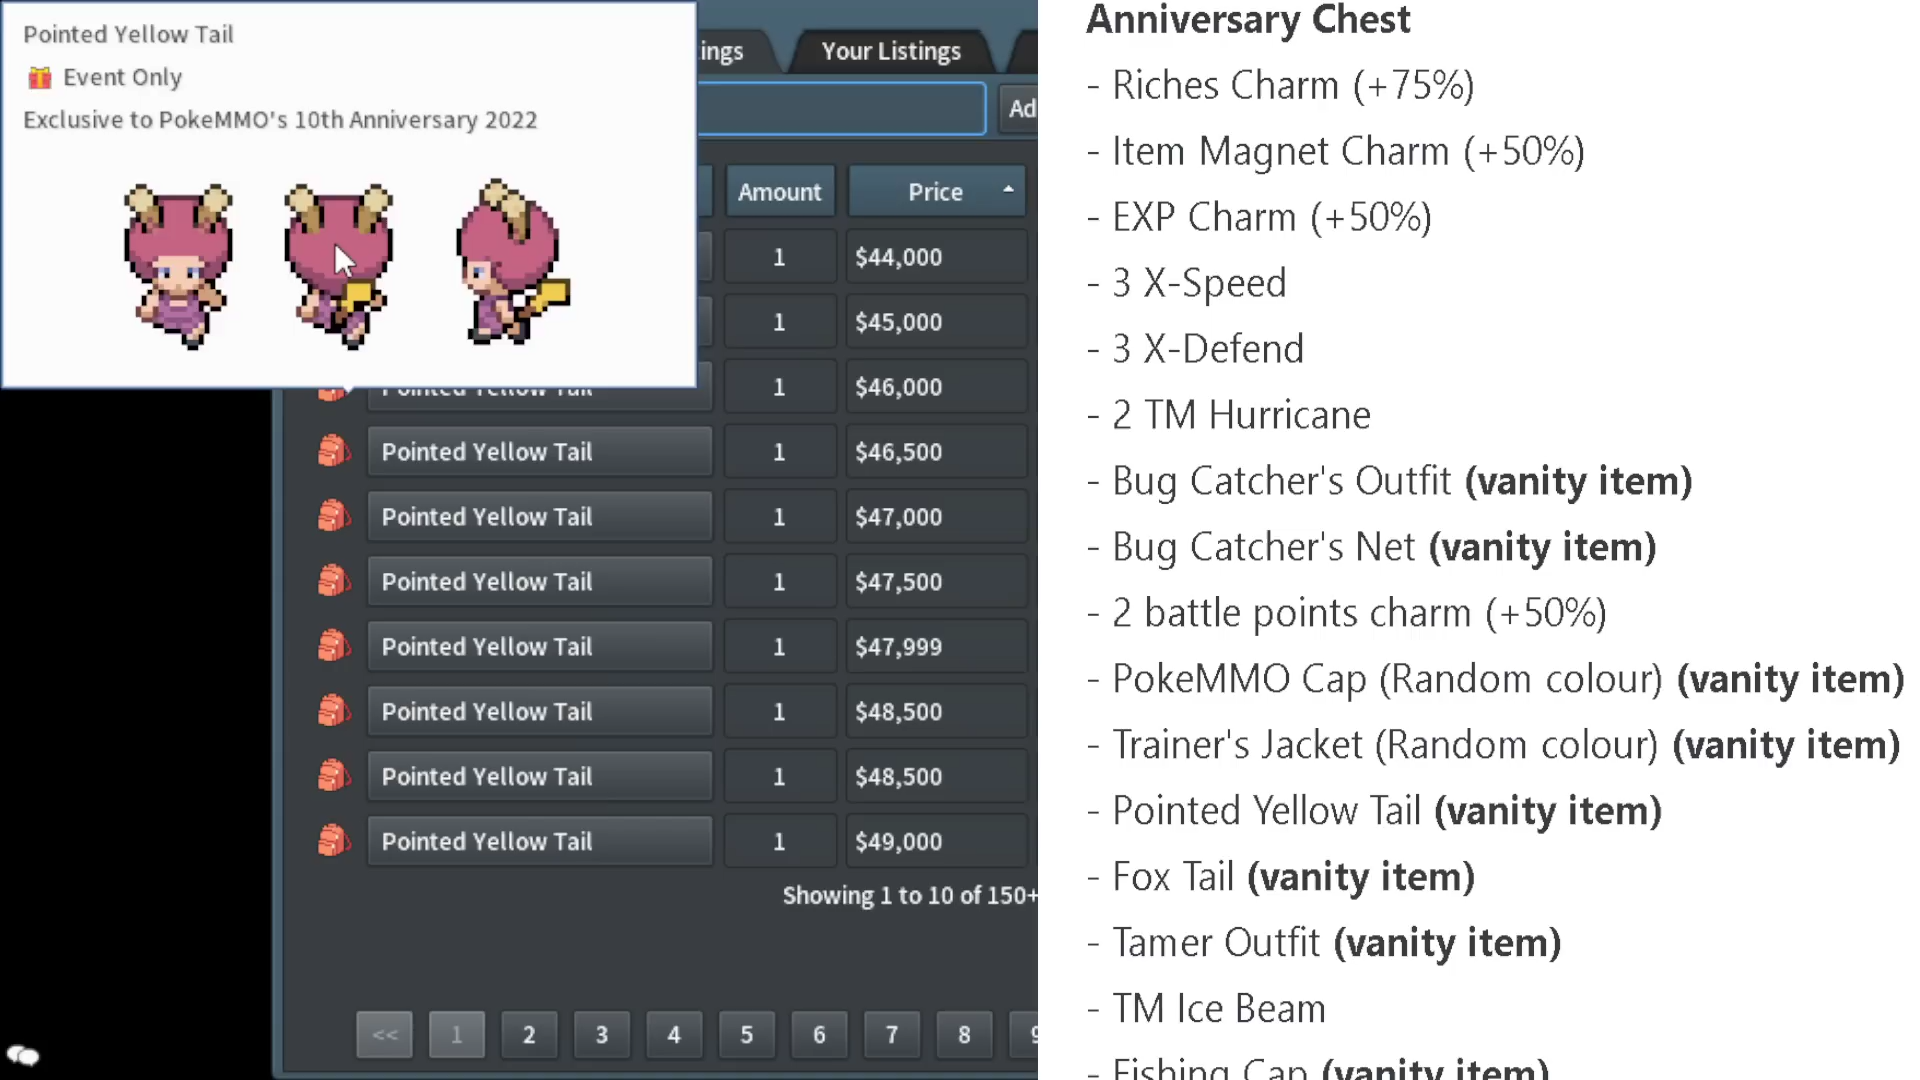 Pointed Yellow Tail
Event Only
Exclusive to PokeMMO's 10th Anniversary 2022
ings
Your Listings
Ad
Amount
Price
1
$44,000
1
$45,000
Pointed Yellow Tail
1
$46,000
Pointed Yellow Tail
1
$46,500
Pointed Yellow Tail
1
$47,000
Pointed Yellow Tail
1
$47,500
Pointed Yellow Tail
1
$47,999
Pointed Yellow Tail
1
$48,500
Pointed Yellow Tail
1
$48,500
Pointed Yellow Tail
1
$49,000
Showing 1 to 10 of 150+
<< 1 2 3 4 5 6 7 8 9
Anniversary Chest
- Riches Charm (+75%)
- Item Magnet Charm (+50%)
- EXP Charm (+50%)
- 3 X-Speed
- 3 X-Defend
- 2 TM Hurricane
- Bug Catcher's Outfit (vanity item)
- Bug Catcher's Net (vanity item)
- 2 battle points charm (+50%)
- PokeMMO Cap (Random colour) (vanity item)
- Trainer's Jacket (Random colour) (vanity item)
- Pointed Yellow Tail (vanity item)
- Fox Tail (vanity item)
- Tamer Outfit (vanity item)
- TM Ice Beam
- Fishing Cap (vanity item)